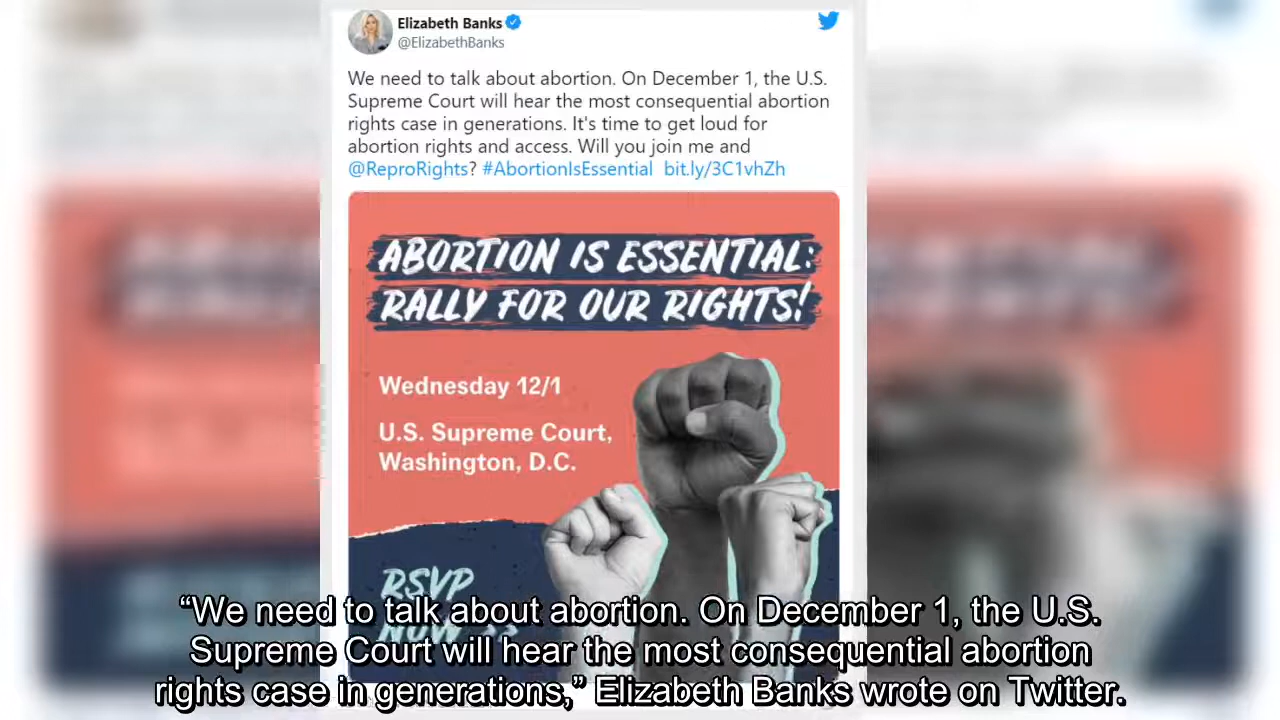 Elizabeth Banks
@ElizabethBanks
We need to talk about abortion. On December 1, the U.S.
Supreme Court will hear the most consequential abortion
rights case in generations. It's time to get loud for
abortion rights and access. Will you join me and
@ReproRights? #AbortionIsEssential bit.ly/3C1vhZh
ABORTION IS ESSENTIAL:
RALLY FOR OUR RIGHTS!
Wednesday 12/1
U.S. Supreme Court,
Washington, D.C.
RSVP
NOW
“We need to talk about abortion. On December 1, the U.S.
Supreme Court will hear the most consequential abortion
rights case in generations,” Elizabeth Banks wrote on Twitter.